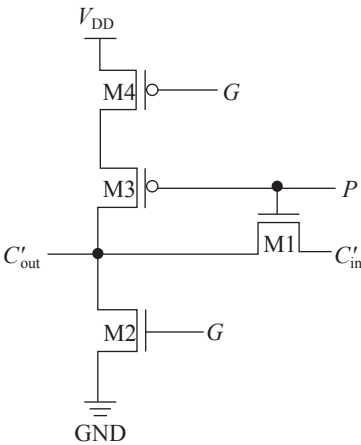 V_DD
M4 G
M3 P
M1
C′_out C′_in
M2 G
GND